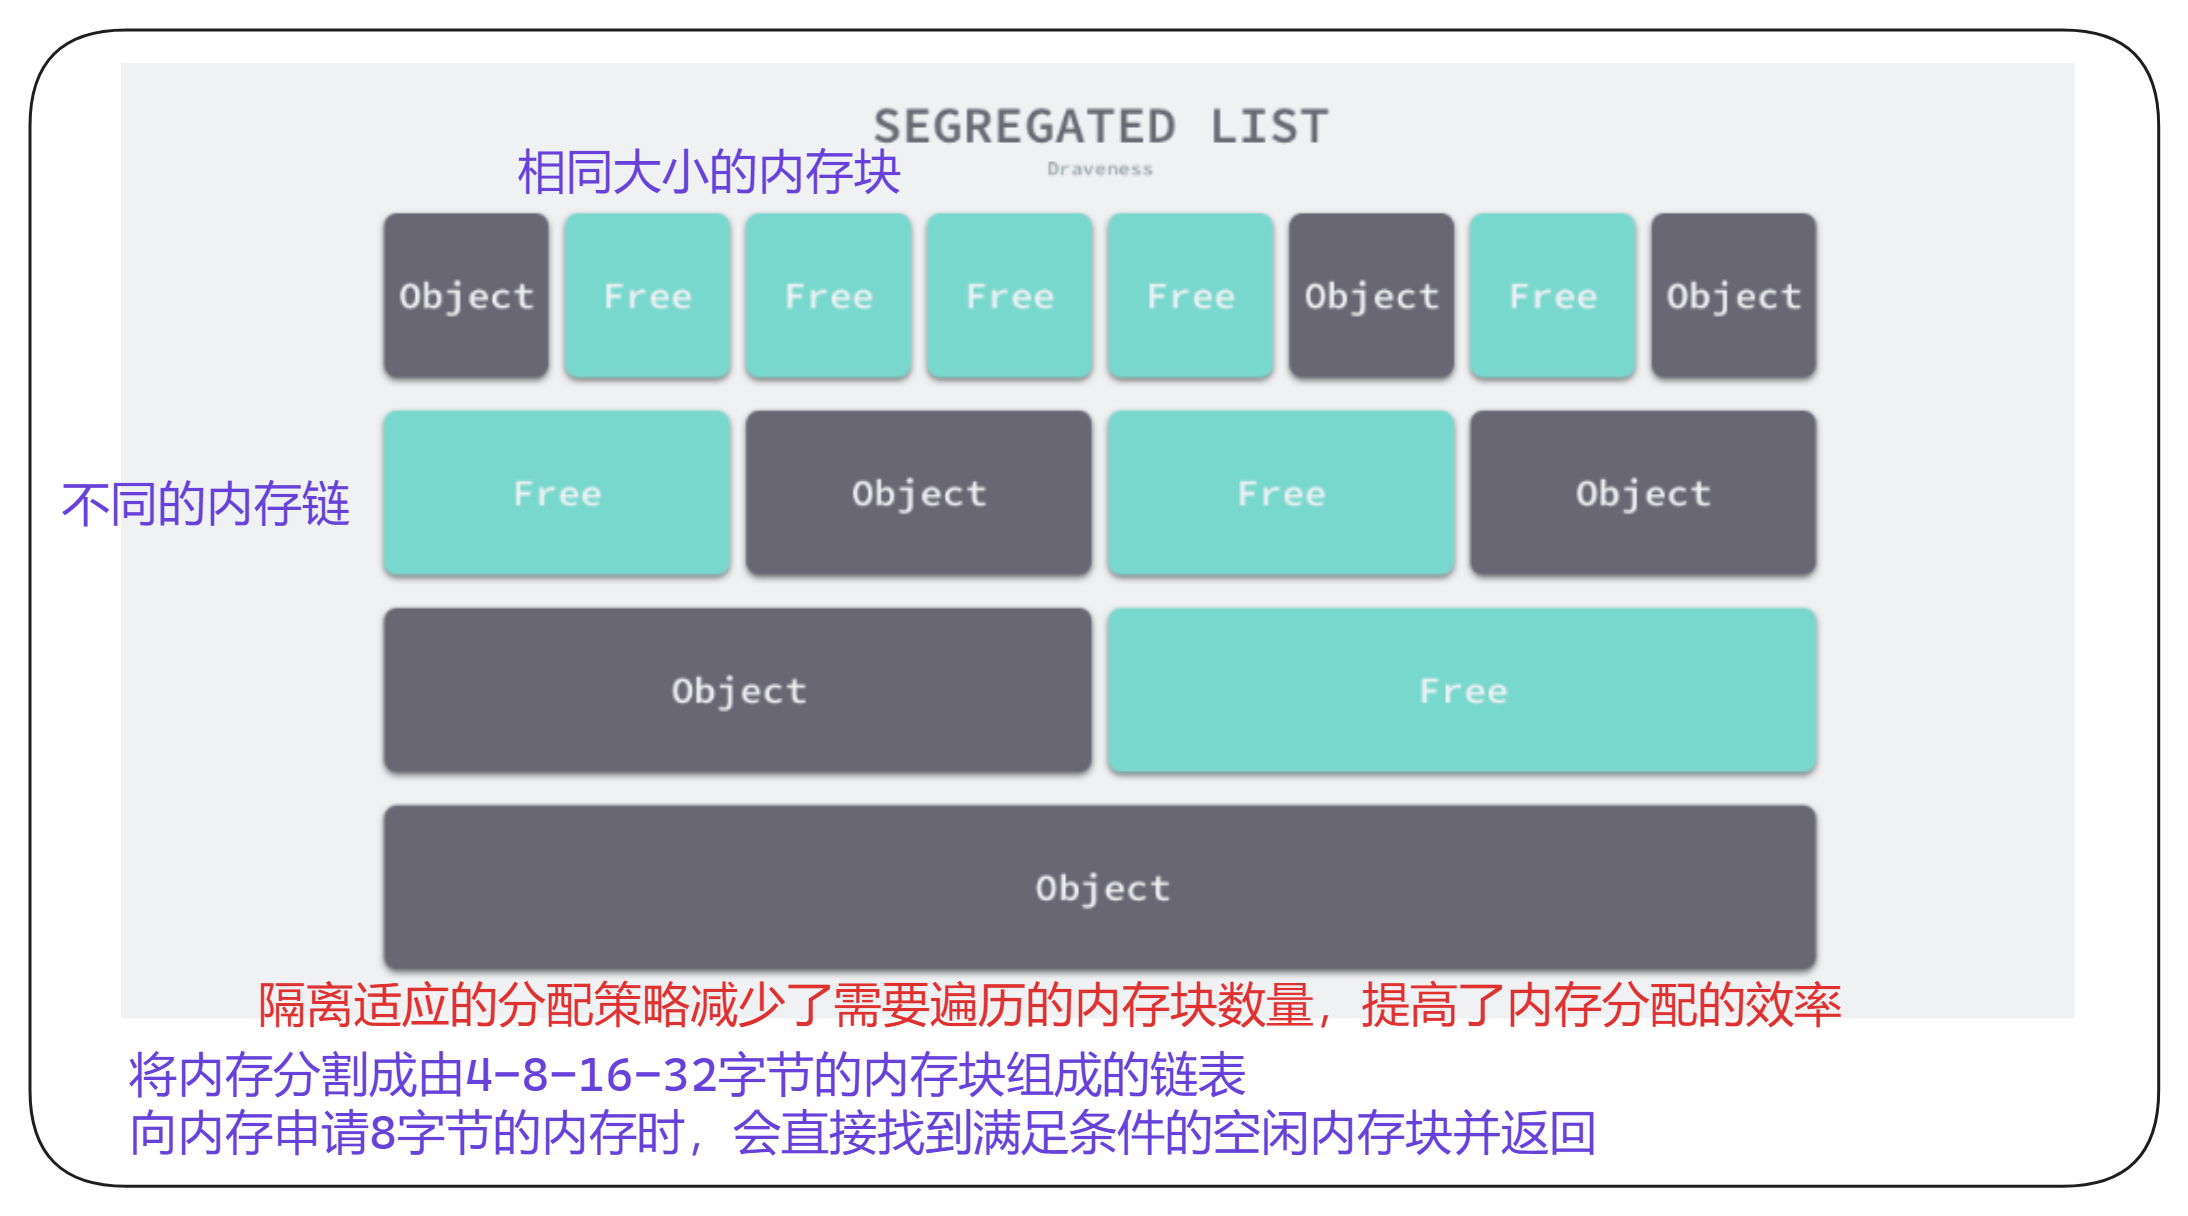 SEGREGATED LIST
相同大小的内存块
Draveness
Object Free Free Free Free Object Free Object
不同的内存链
Free Object Free Object
Object Free
Object
隔离适应的分配策略减少了需要遍历的内存块数量，提高了内存分配的效率
将内存分割成由4-8-16-32字节的内存块组成的链表
向内存申请8字节的内存时，会直接找到满足条件的空闲内存块并返回